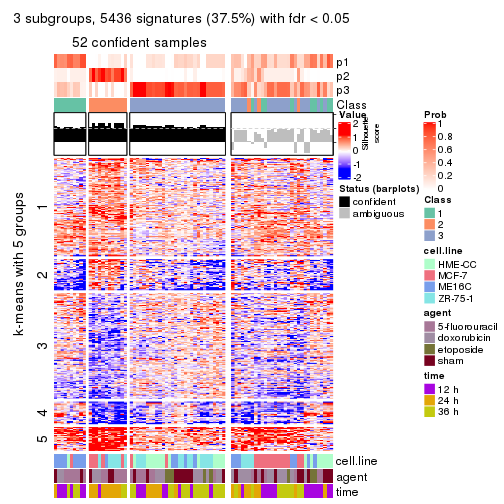 3 subgroups, 5436 signatures (37.5%) with fdr < 0.05
52 confident samples
p1
p2
p3
Class
Silhouette
score
k-means with 5 groups
1
2
3
4
5
cell.line
agent
time
Value
2
1
0
-1
-2
Status (barplots)
confident
ambiguous
Prob
1
0.8
0.6
0.4
0.2
0
Class
1
2
3
cell.line
HME-CC
MCF-7
ME16C
ZR-75-1
agent
5-fluorouracil
doxorubicin
etoposide
sham
time
12 h
24 h
36 h